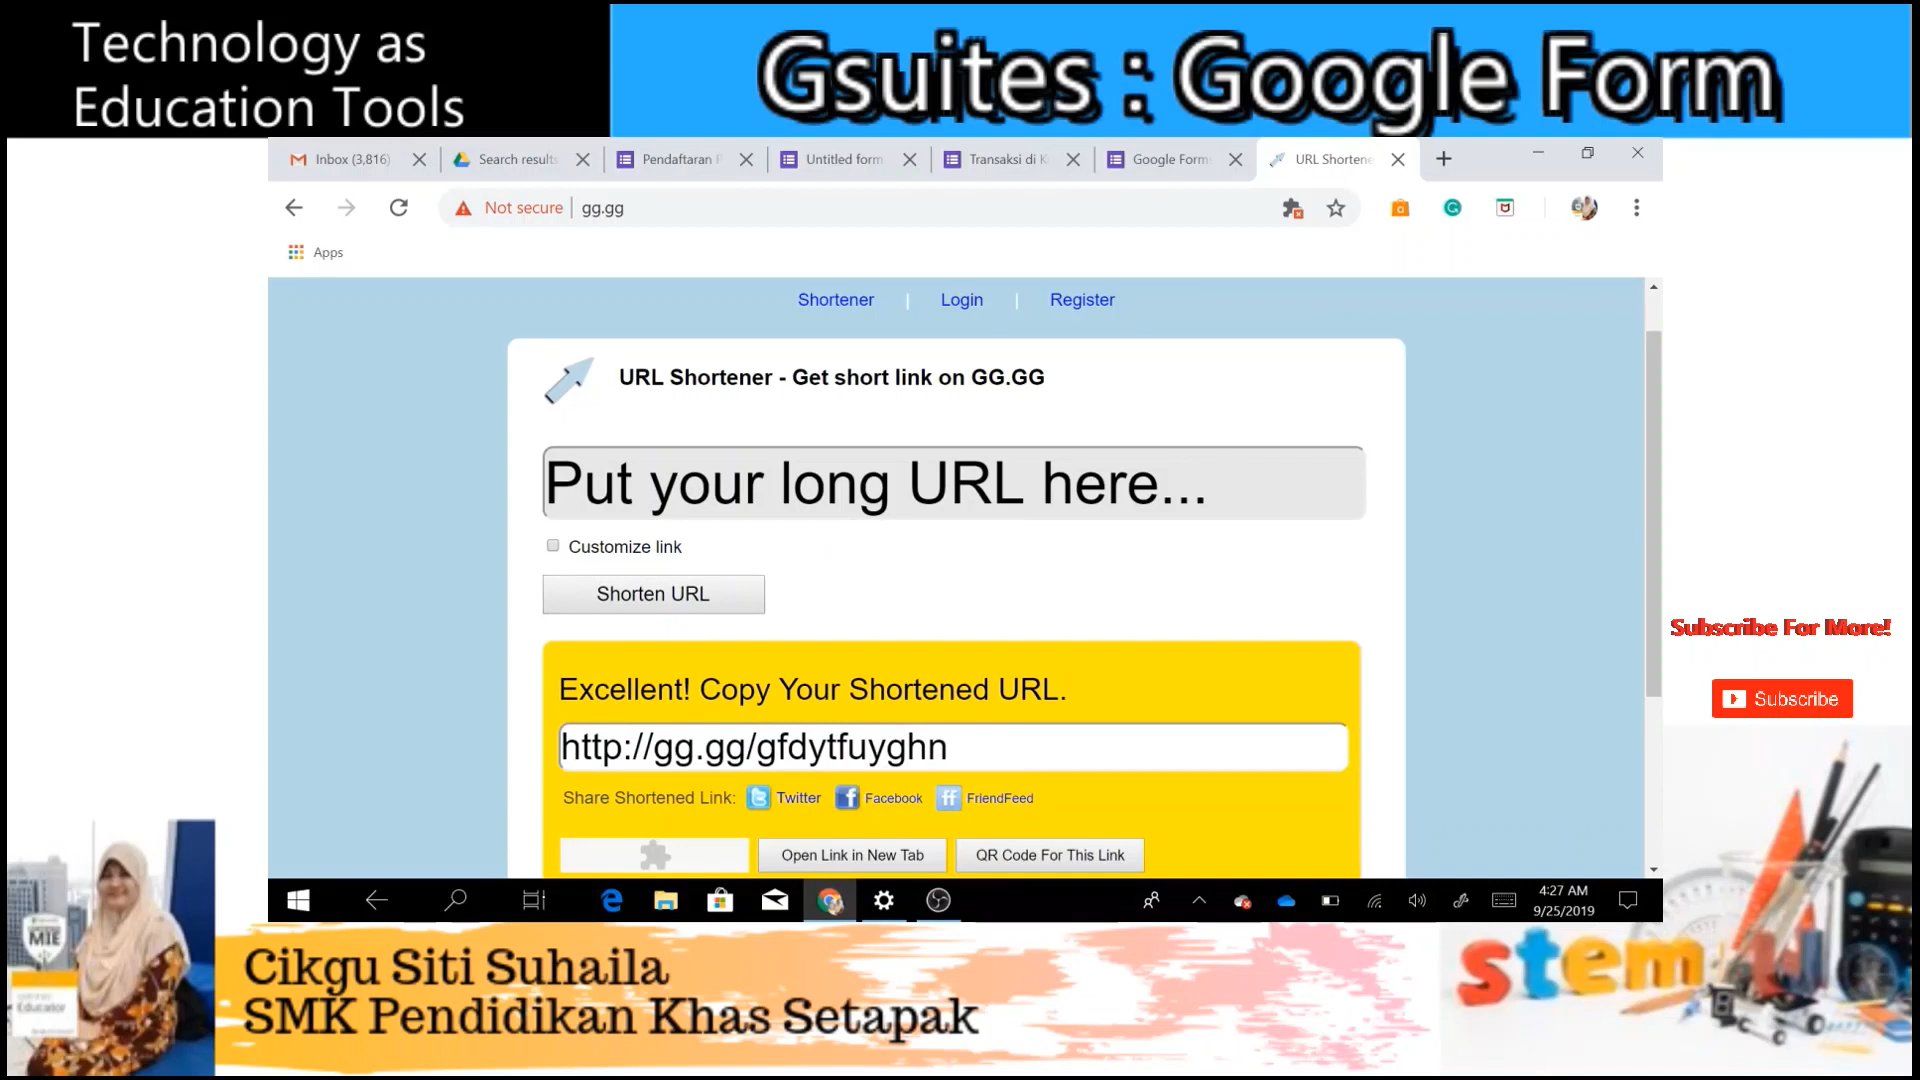 Technology as
Education Tools
Gsuites : Google Form
Inbox (3,816)
Search results
Pendaftaran P
Untitled form
Transaksi di K
Google Form
URL Shortene
Not secure
gg.gg
Apps
Shortener | Login | Register
URL Shortener - Get short link on GG.GG
Put your long URL here...
Customize link
Shorten URL
Excellent! Copy Your Shortened URL.
http://gg.gg/gfdytfuyghn
Share Shortened Link: Twitter Facebook FriendFeed
Open Link in New Tab
QR Code For This Link
Subscribe For More!
Subscribe
4:27 AM
9/25/2019
MIE
Educator
Cikgu Siti Suhaila
SMK Pendidikan Khas Setapak
stem